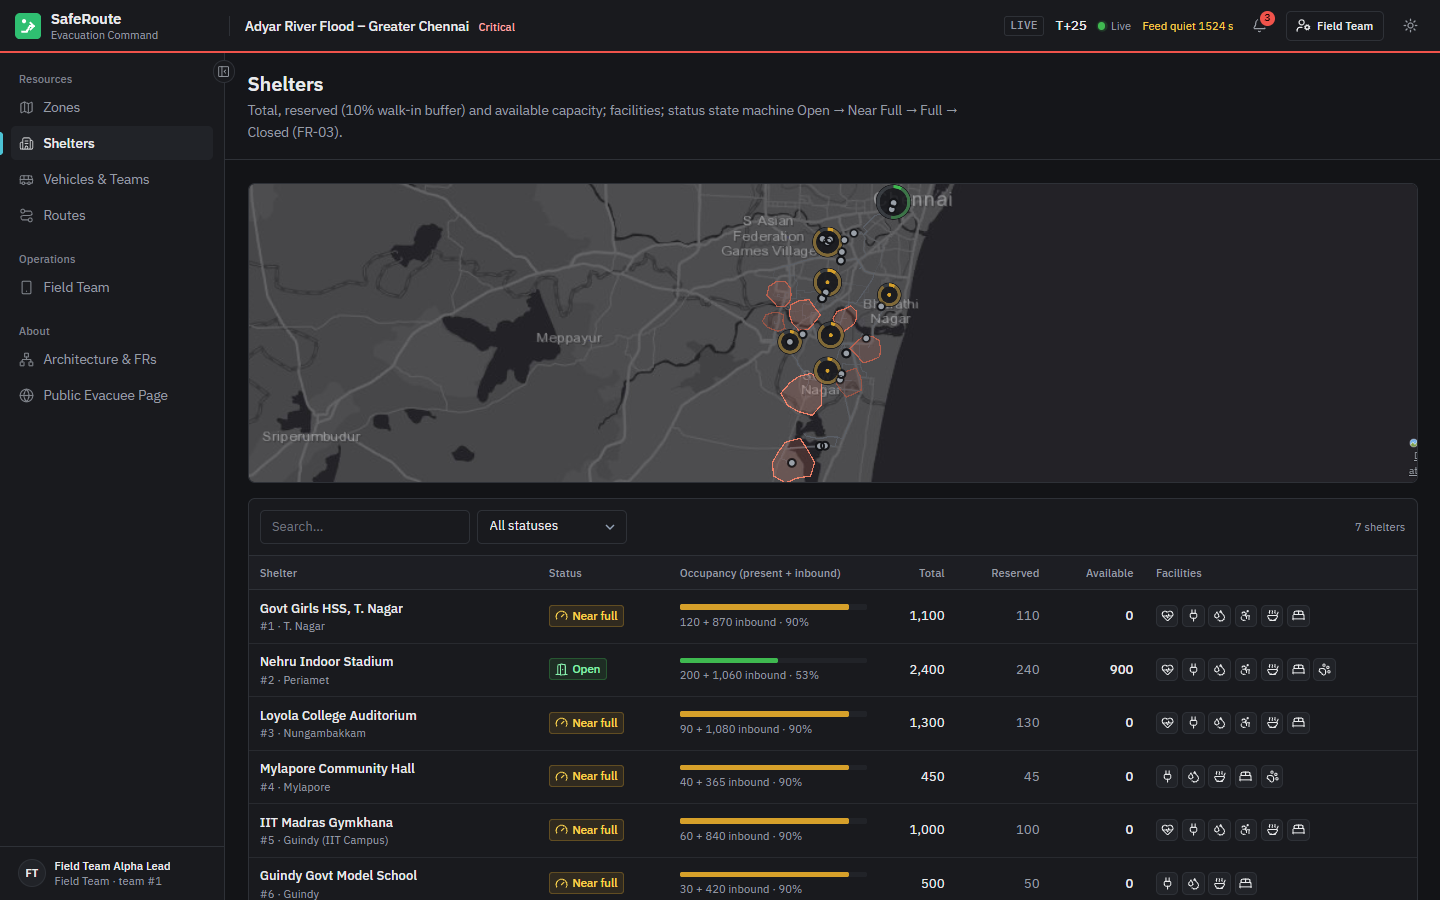 SafeRoute
Evacuation Command
Adyar River Flood – Greater Chennai Critical
LIVE T+25 Live Feed quiet 1524 s 3 Field Team
Resources
Zones
Shelters
Vehicles & Teams
Routes
Operations
Field Team
About
Architecture & FRs
Public Evacuee Page
FT
Field Team Alpha Lead
Field Team · team #1
Shelters
Total, reserved (10% walk-in buffer) and available capacity; facilities; status state machine Open → Near Full → Full →
Closed (FR-03).
S Asian
Federation
Games Village
Meppayur
Nagar
Nagar
Sriperumbudur
Search...
All statuses
7 shelters
Shelter Status Occupancy (present + inbound) Total Reserved Available Facilities
Govt Girls HSS, T. Nagar
#1 · T. Nagar
Near full
120 + 870 inbound · 90%
1,100 110 0
Nehru Indoor Stadium
#2 · Periamet
Open
200 + 1,060 inbound · 53%
2,400 240 900
Loyola College Auditorium
#3 · Nungambakkam
Near full
90 + 1,080 inbound · 90%
1,300 130 0
Mylapore Community Hall
#4 · Mylapore
Near full
40 + 365 inbound · 90%
450 45 0
IIT Madras Gymkhana
#5 · Guindy (IIT Campus)
Near full
60 + 840 inbound · 90%
1,000 100 0
Guindy Govt Model School
#6 · Guindy
Near full
30 + 420 inbound · 90%
500 50 0